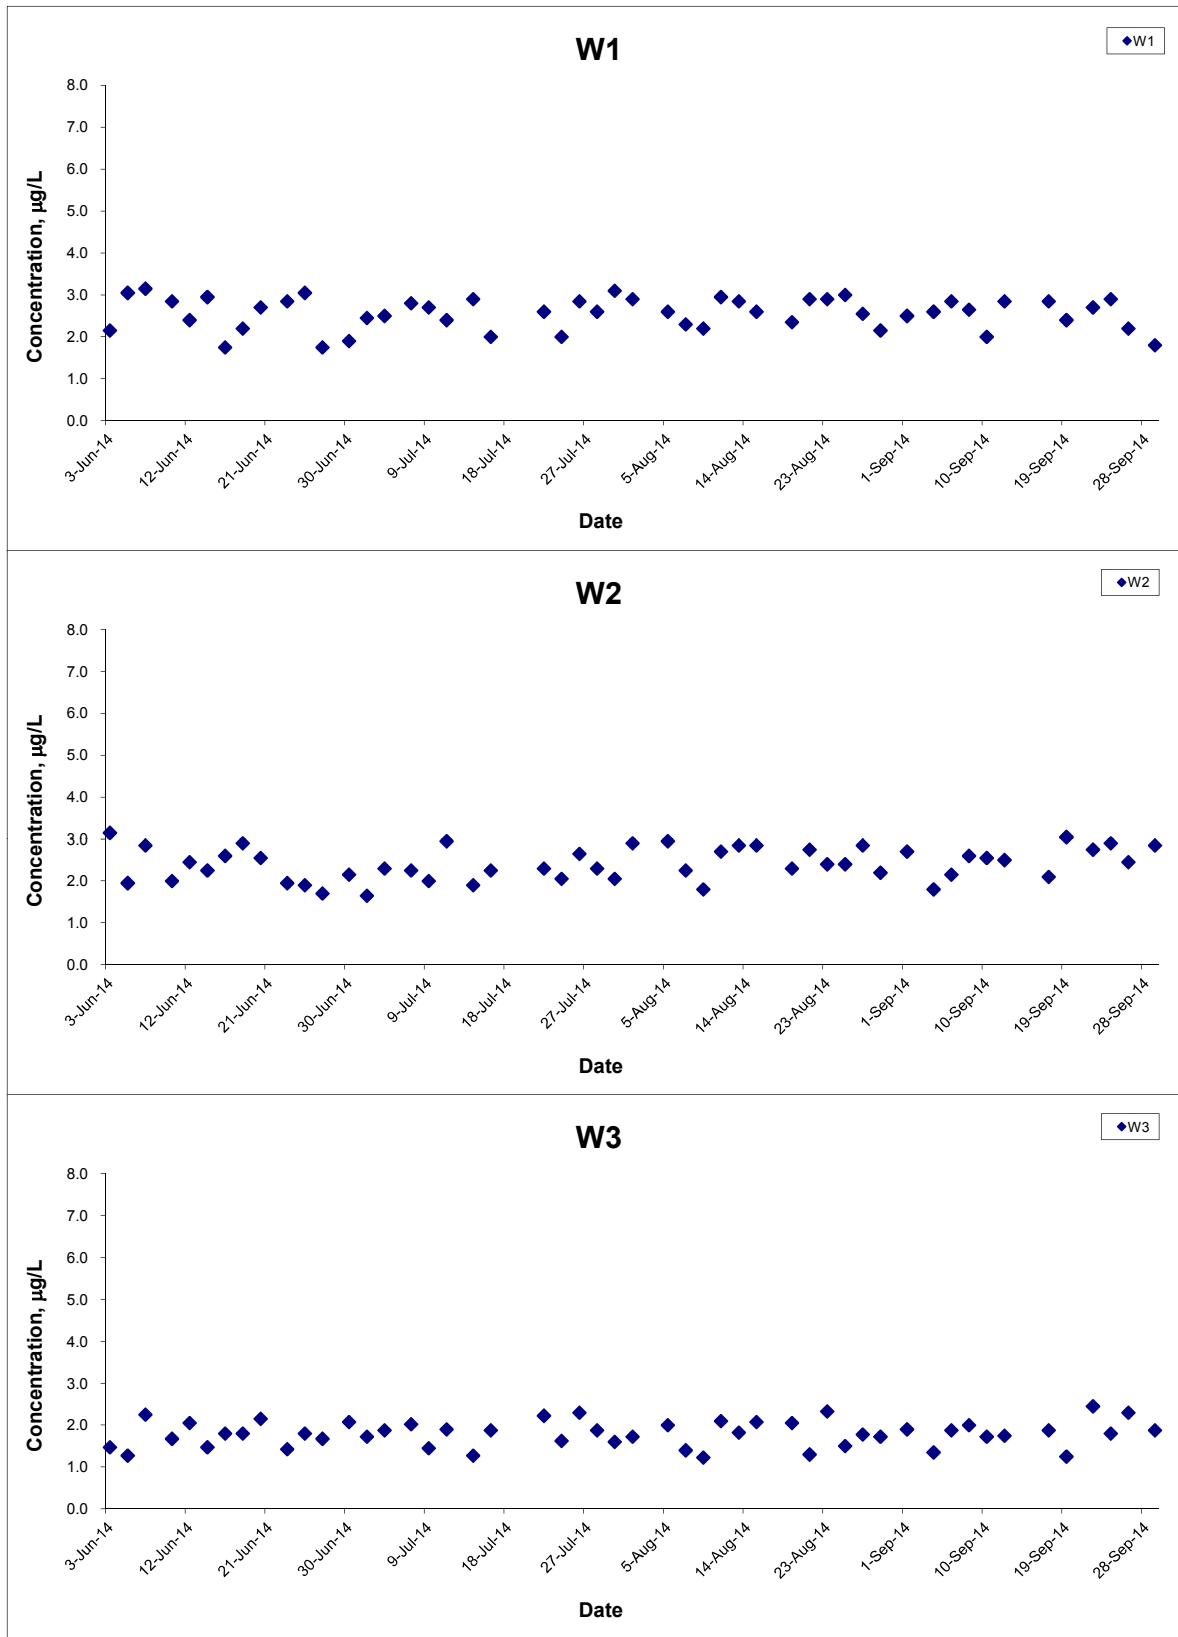 W1
W1
8.0
7.0
6.0
5.0
4.0
3.0
2.0
1.0
0.0
Concentration, µg/L
3-Jun-14 12-Jun-14 21-Jun-14 30-Jun-14 9-Jul-14 18-Jul-14 27-Jul-14 5-Aug-14 14-Aug-14 23-Aug-14 1-Sep-14 10-Sep-14 19-Sep-14 28-Sep-14
Date
W2
W2
8.0
7.0
6.0
5.0
4.0
3.0
2.0
1.0
0.0
Concentration, µg/L
3-Jun-14 12-Jun-14 21-Jun-14 30-Jun-14 9-Jul-14 18-Jul-14 27-Jul-14 5-Aug-14 14-Aug-14 23-Aug-14 1-Sep-14 10-Sep-14 19-Sep-14 28-Sep-14
Date
W3
W3
8.0
7.0
6.0
5.0
4.0
3.0
2.0
1.0
0.0
Concentration, µg/L
3-Jun-14 12-Jun-14 21-Jun-14 30-Jun-14 9-Jul-14 18-Jul-14 27-Jul-14 5-Aug-14 14-Aug-14 23-Aug-14 1-Sep-14 10-Sep-14 19-Sep-14 28-Sep-14
Date